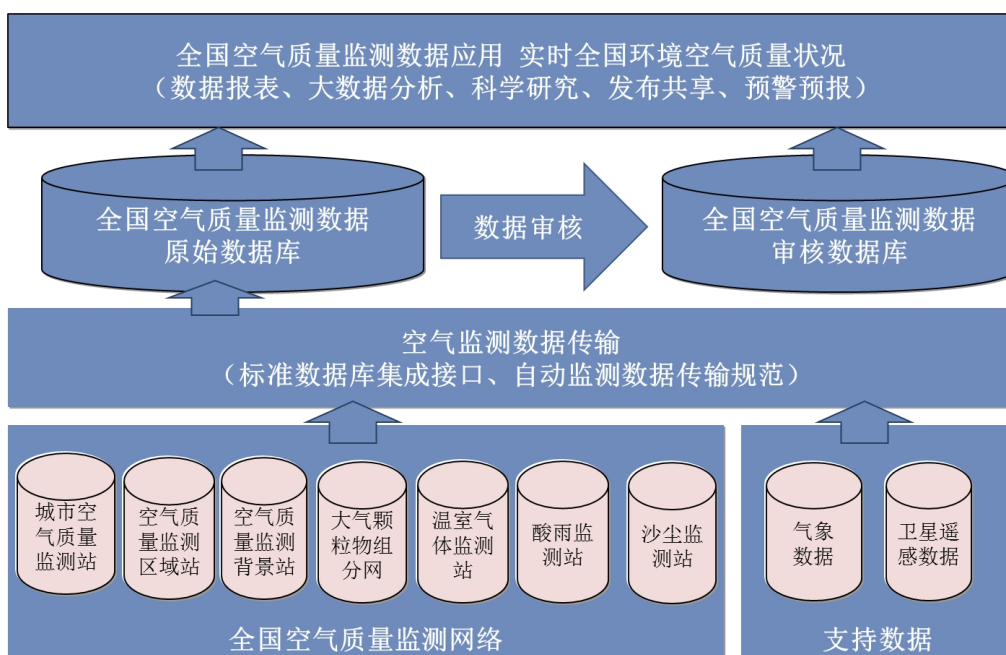 全国空气质量监测数据应用 实时全国环境空气质量状况
（数据报表、大数据分析、科学研究、发布共享、预警预报）
全国空气质量监测数据
原始数据库
数据审核
全国空气质量监测数据
审核数据库
空气监测数据传输
（标准数据库集成接口、自动监测数据传输规范）
城市空
气质量
监测站
空气质
量监测
区域站
空气质
量监测
背景站
大气颗
粒物组
分网
温室气
体监测
站
酸雨监
测站
沙尘监
测站
气象
数据
卫星遥
感数据
全国空气质量监测网络
支持数据